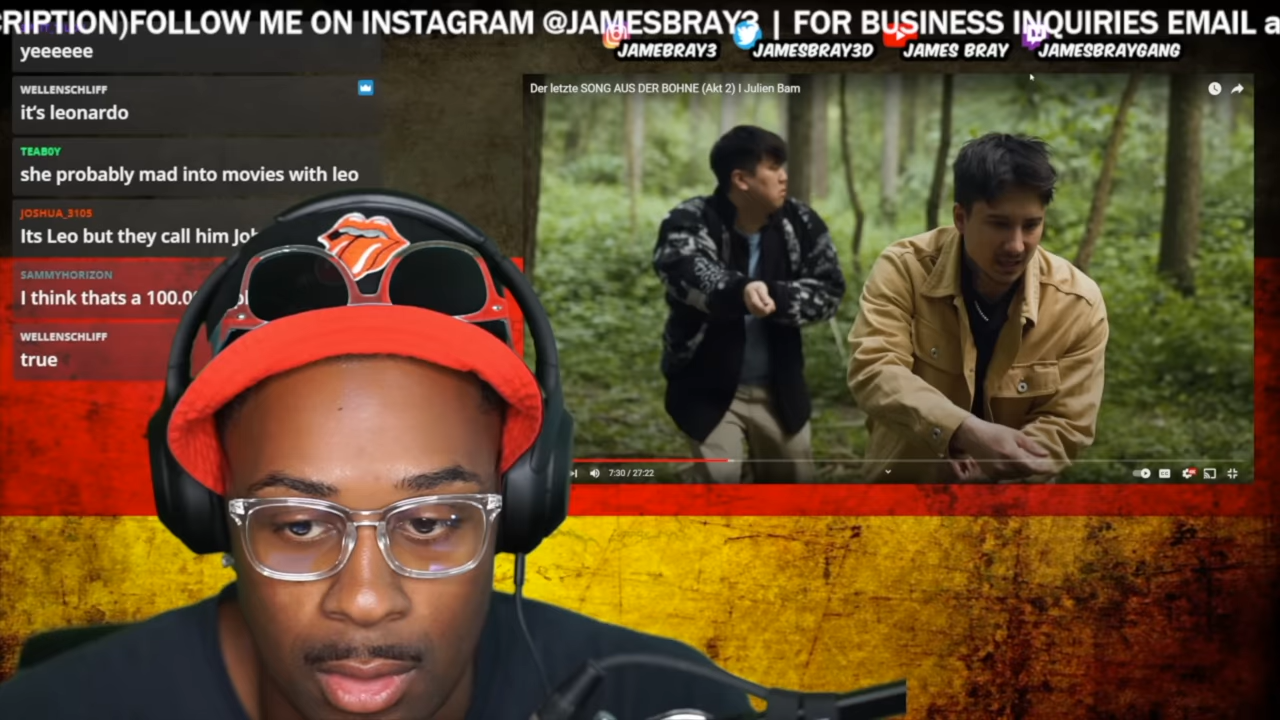 CRIPTION)FOLLOW ME ON INSTAGRAM @JAMESBRAY3 | FOR BUSINESS INQUIRIES EMAIL a
JAMEBRAY3 JAMESBRAY3D JAMES BRAY JAMESBRAYGANG
yeeeeee
WELLENSCHLIFF
it's leonardo
TEABOY
she probably mad into movies with leo
JOSHUA_3105
Its Leo but they call him
SAMMYHORIZON
I think thats a
WELLENSCHLIFF
true
Der letzte SONG AUS DER BOHNE (Akt 2) I Julien Bam
7:30 / 27:22